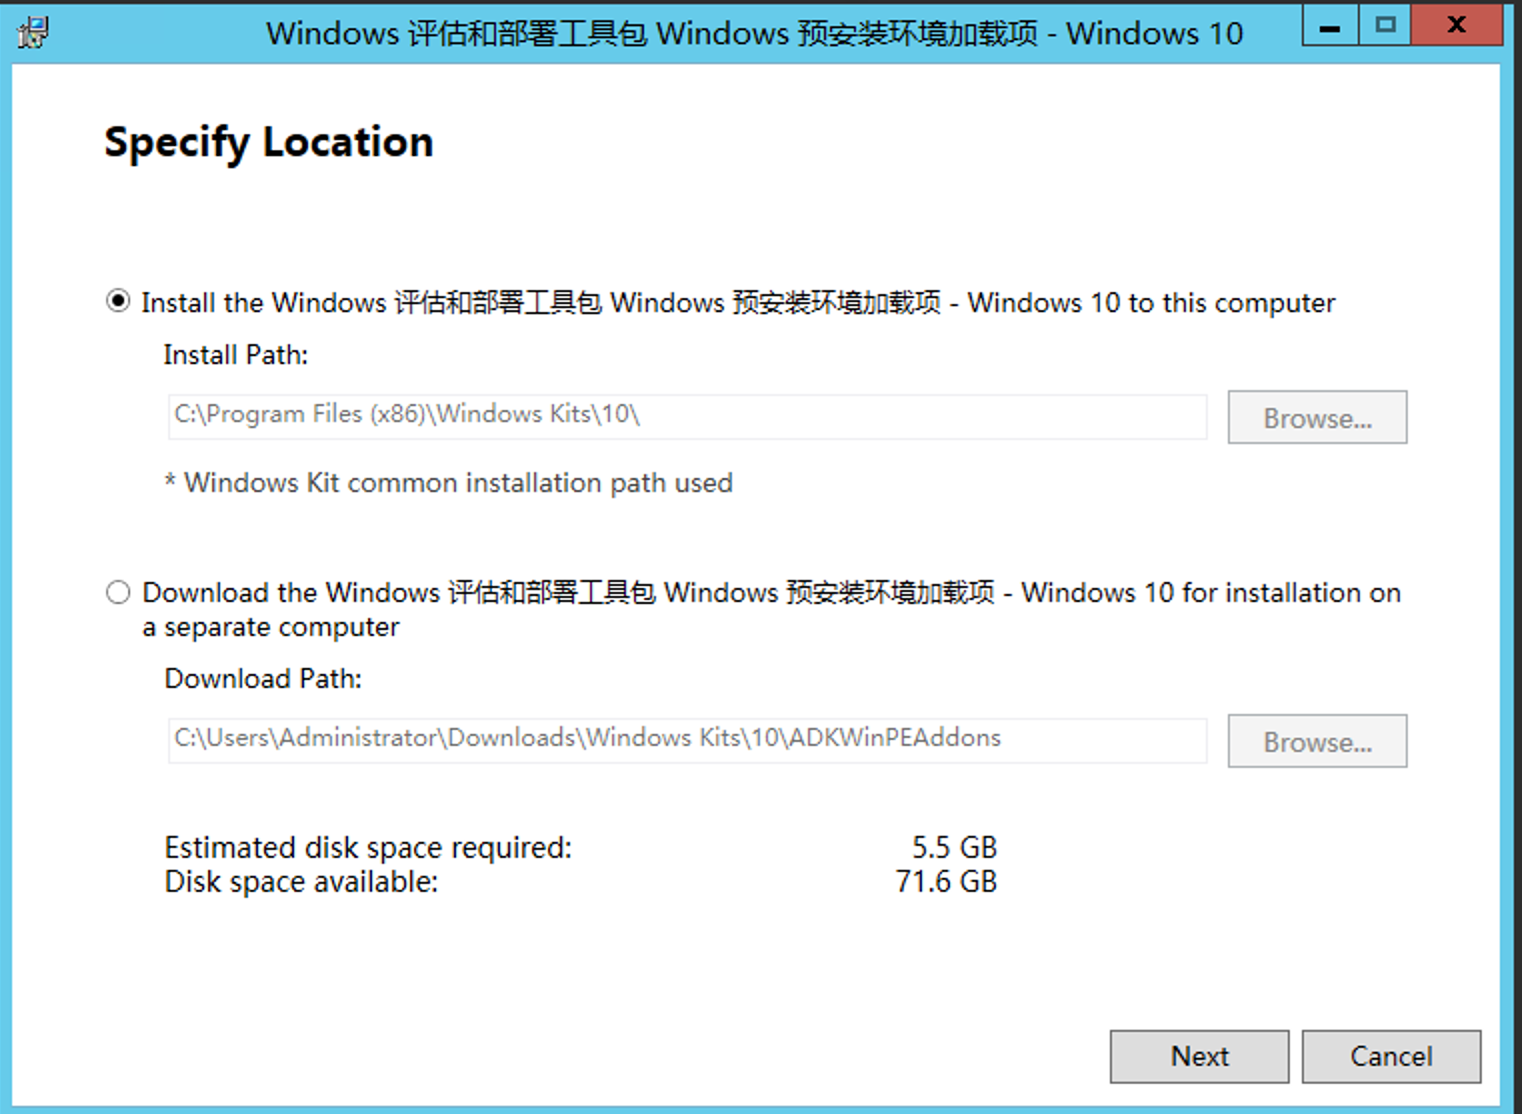 Windows 评估和部署工具包 Windows 预安装环境加载项 - Windows 10
Specify Location
Install the Windows 评估和部署工具包 Windows 预安装环境加载项 - Windows 10 to this computer
Install Path:
C:\Program Files (x86)\Windows Kits\10\
Browse...
* Windows Kit common installation path used
Download the Windows 评估和部署工具包 Windows 预安装环境加载项 - Windows 10 for installation on
a separate computer
Download Path:
C:\Users\Administrator\Downloads\Windows Kits\10\ADKWinPEAddons
Browse...
Estimated disk space required: 5.5 GB
Disk space available: 71.6 GB
Next
Cancel